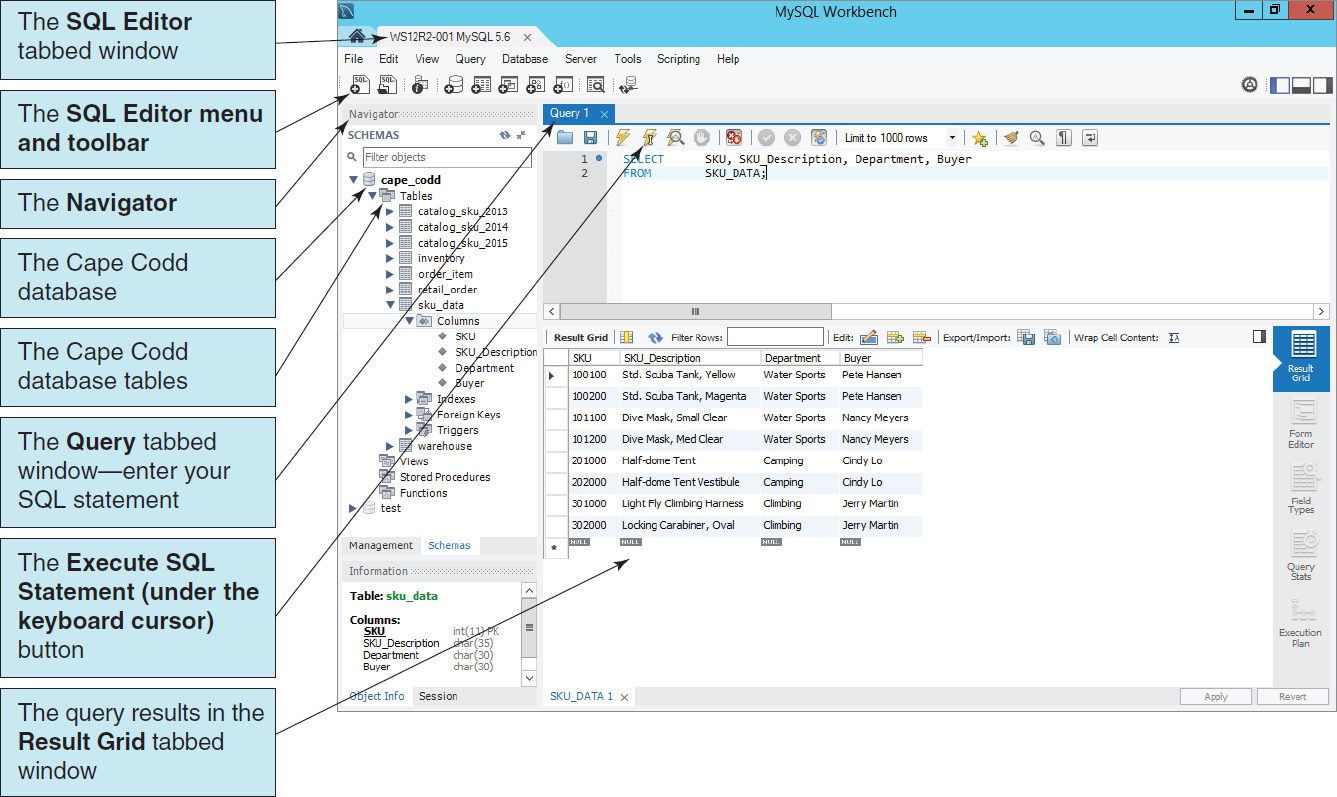 The SQL Editor
tabbed window
The SQL Editor menu
and toolbar
The Navigator
The Cape Codd
database
The Cape Codd
database tables
The Query tabbed
window—enter your
SQL statement
The Execute SQL
Statement (under the
keyboard cursor)
button
The query results in the
Result Grid tabbed
window
MySQL Workbench
WS12R2-001 MySQL 5.6
File Edit View Query Database Server Tools Scripting Help
Navigator
SCHEMAS
Filter objects
cape_codd
Tables
catalog_sku_2013
catalog_sku_2014
catalog_sku_2015
inventory
order_item
retail_order
sku_data
Columns
SKU
SKU_Description
Department
Buyer
Indexes
Foreign Keys
Triggers
warehouse
Views
Stored Procedures
Functions
test
Management Schemas
Information
Table: sku_data
Columns:
SKU int(11) PK
SKU_Description char(35)
Department char(30)
Buyer char(30)
Object Info Session
Query 1
Limit to 1000 rows
1 SELECT SKU, SKU_Description, Department, Buyer
2 FROM SKU_DATA;
Result Grid Filter Rows: Edit: Export/Import: Wrap Cell Content:
SKU SKU_Description Department Buyer
100100 Std. Scuba Tank, Yellow Water Sports Pete Hansen
100200 Std. Scuba Tank, Magenta Water Sports Pete Hansen
101100 Dive Mask, Small Clear Water Sports Nancy Meyers
101200 Dive Mask, Med Clear Water Sports Nancy Meyers
201000 Half-dome Tent Camping Cindy Lo
202000 Half-dome Tent Vestibule Camping Cindy Lo
301000 Light Fly Climbing Harness Climbing Jerry Martin
302000 Locking Carabiner, Oval Climbing Jerry Martin
NULL NULL NULL NULL
Result
Grid
Form
Editor
Field
Types
Query
Stats
Execution
Plan
SKU_DATA 1
Apply Revert